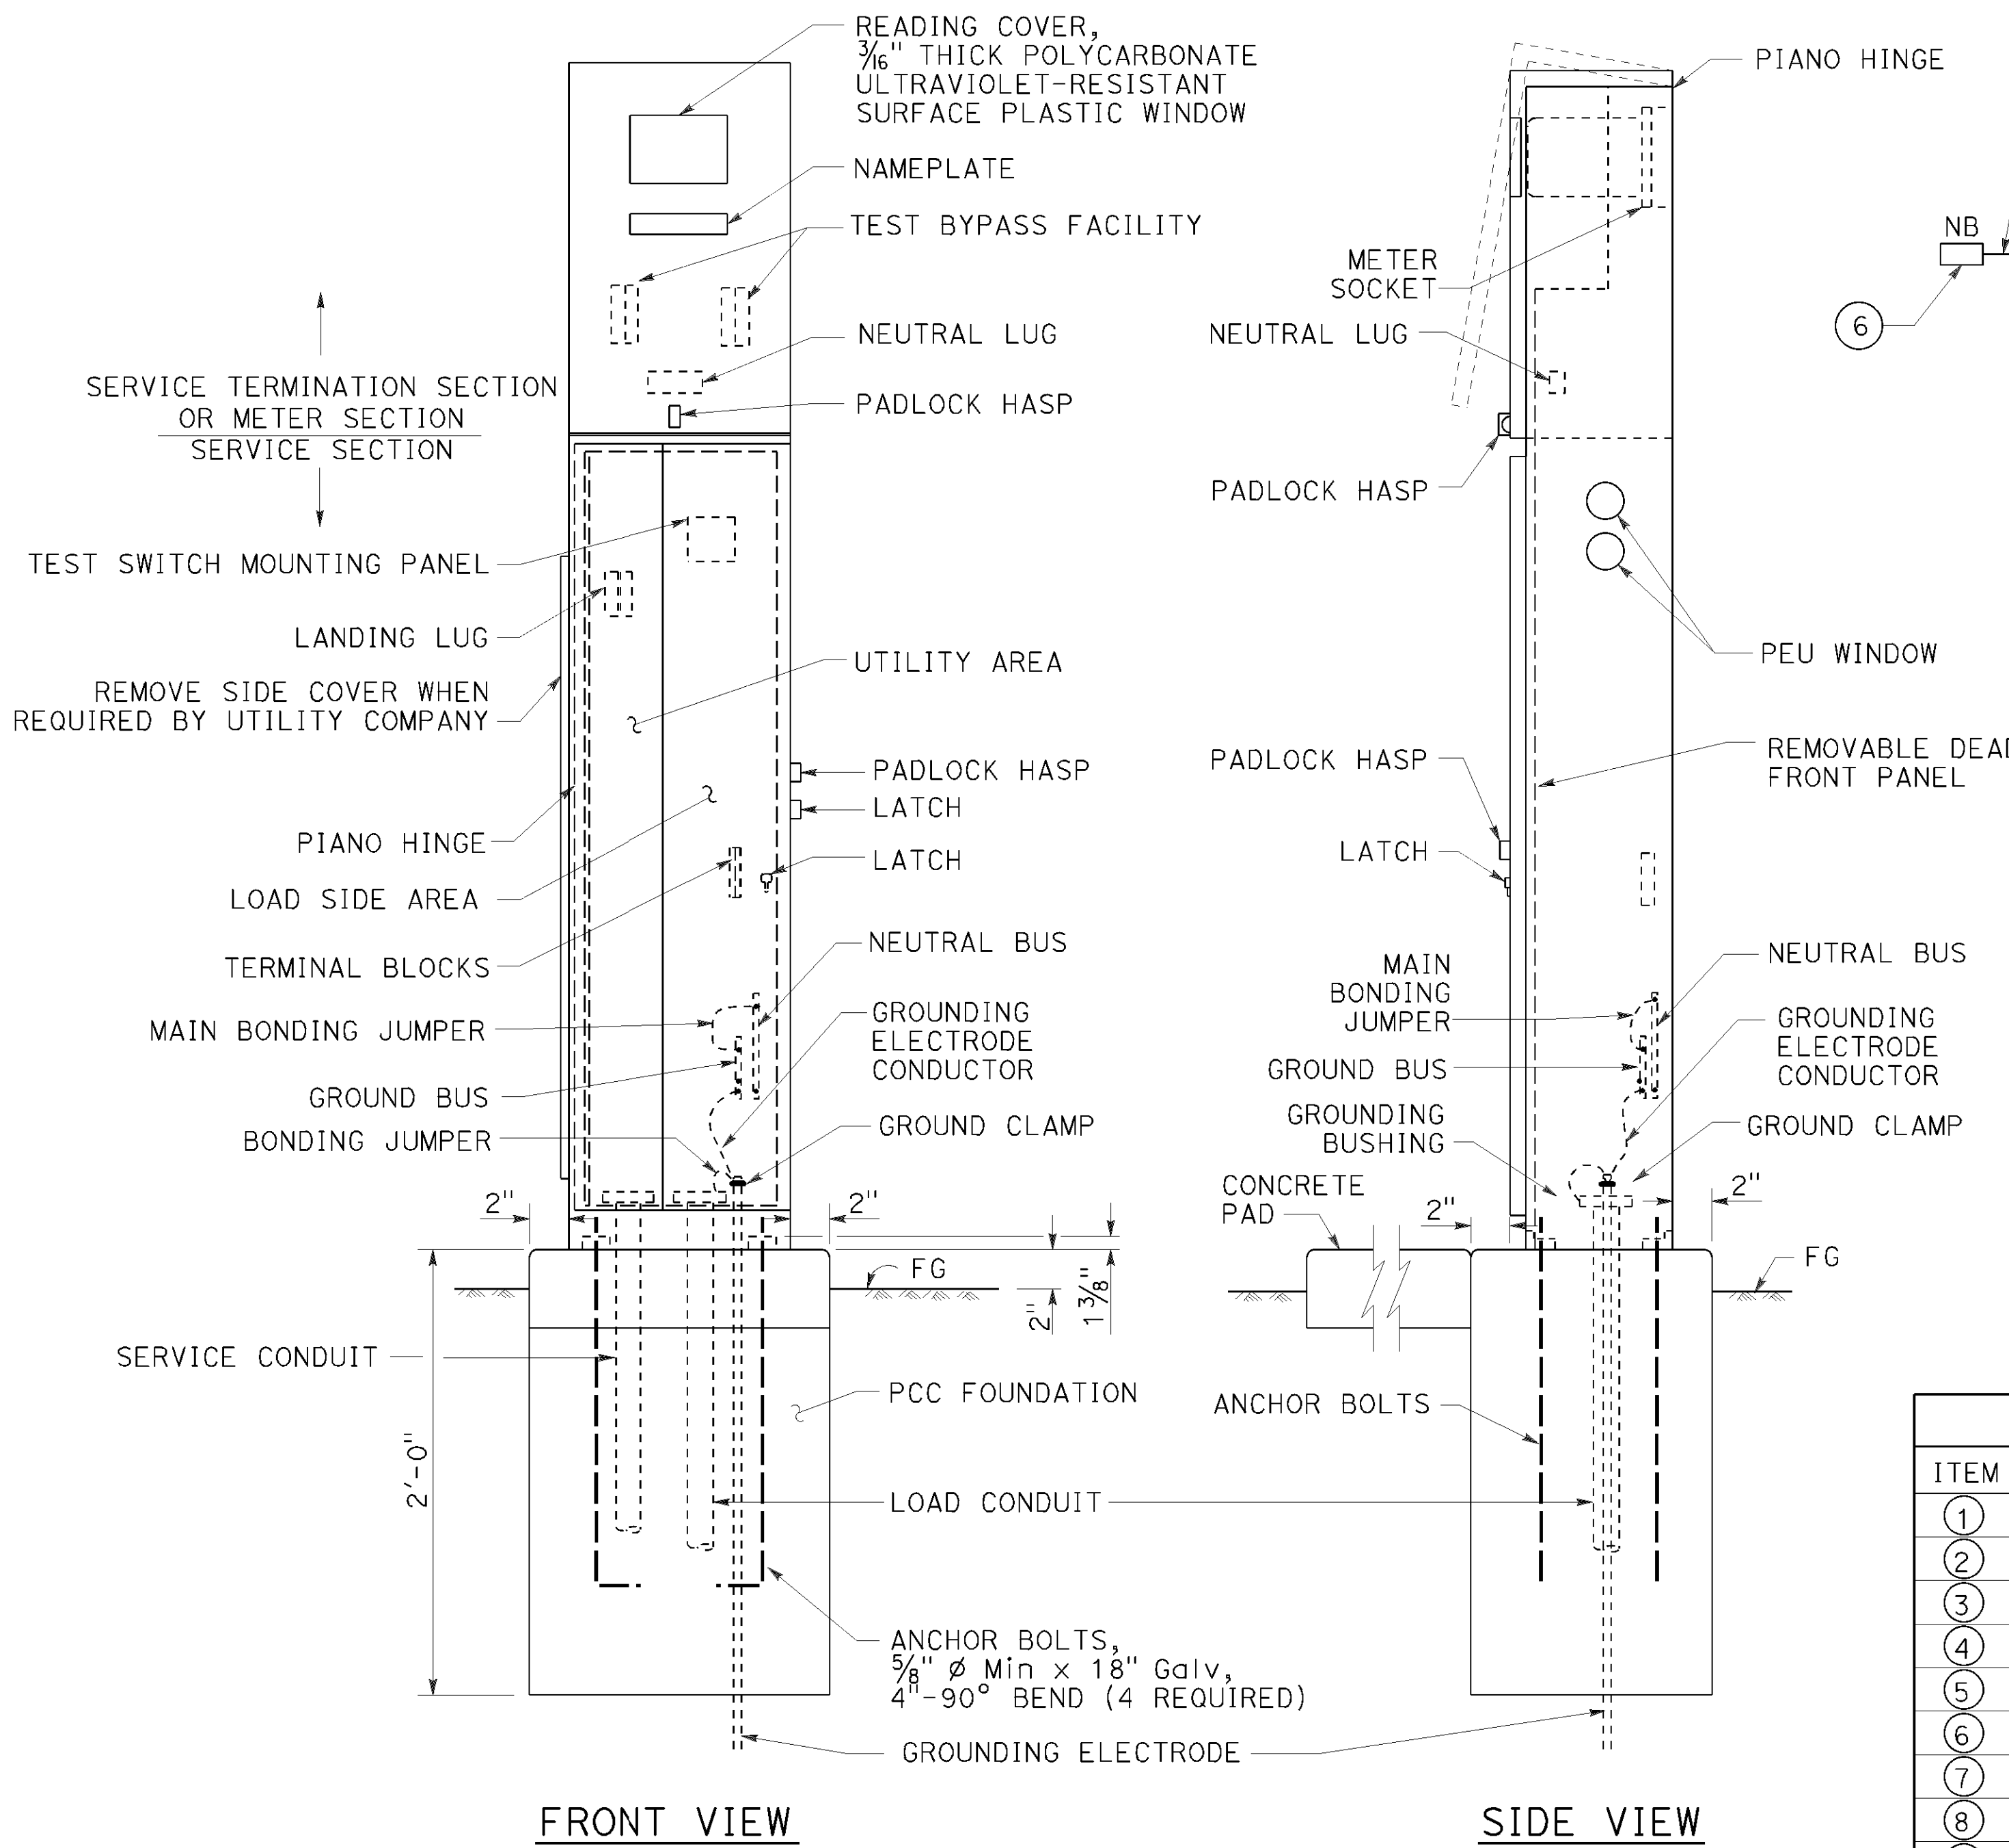 READING COVER,
3/16" THICK POLYCARBONATE
ULTRAVIOLET-RESISTANT
SURFACE PLASTIC WINDOW
NAMEPLATE
TEST BYPASS FACILITY
NEUTRAL LUG
PADLOCK HASP
SERVICE TERMINATION SECTION
OR METER SECTION
SERVICE SECTION
TEST SWITCH MOUNTING PANEL
LANDING LUG
REMOVE SIDE COVER WHEN
REQUIRED BY UTILITY COMPANY
UTILITY AREA
PADLOCK HASP
LATCH
PIANO HINGE
LATCH
LOAD SIDE AREA
NEUTRAL BUS
TERMINAL BLOCKS
GROUNDING
ELECTRODE
CONDUCTOR
MAIN BONDING JUMPER
GROUND BUS
GROUND CLAMP
BONDING JUMPER
2"
2"
FG
2"
1 3/8"
SERVICE CONDUIT
PCC FOUNDATION
2'-0"
LOAD CONDUIT
ANCHOR BOLTS,
5/8" Ø Min x 18" Galv,
4"-90° BEND (4 REQUIRED)
GROUNDING ELECTRODE
FRONT VIEW
PIANO HINGE
METER
SOCKET
NEUTRAL LUG
PADLOCK HASP
PEU WINDOW
PADLOCK HASP
REMOVABLE DEAD
FRONT PANEL
LATCH
NEUTRAL BUS
MAIN
BONDING
JUMPER
GROUNDING
ELECTRODE
CONDUCTOR
GROUND BUS
GROUNDING
BUSHING
GROUND CLAMP
CONCRETE
PAD
2"
2"
FG
ANCHOR BOLTS
SIDE VIEW
NB
6
ITEM
1
2
3
4
5
6
7
8